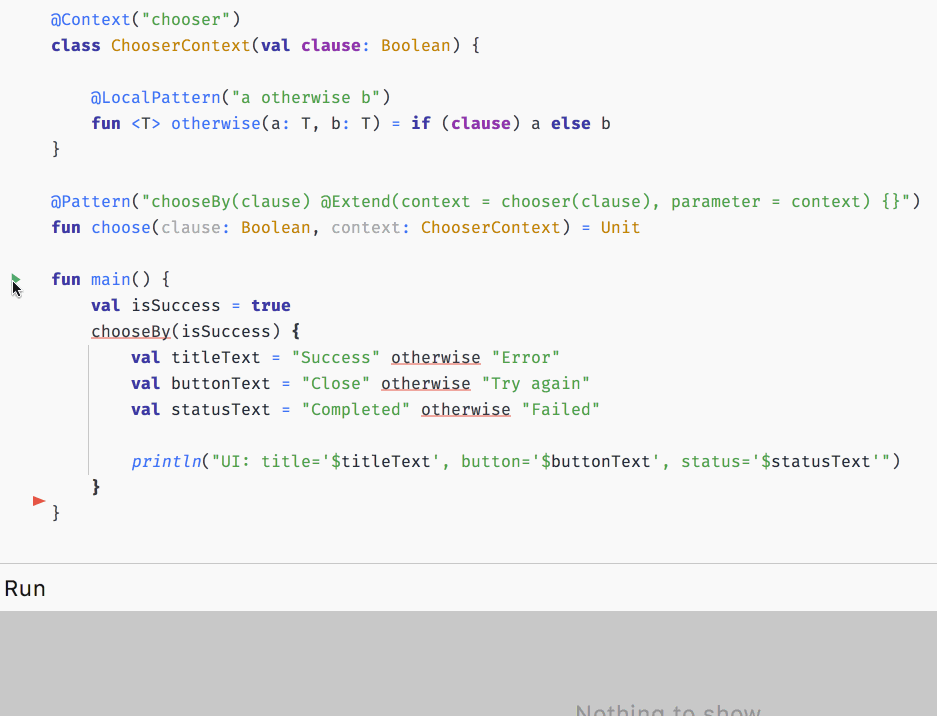 @Context("chooser")
class ChooserContext(val clause: Boolean) {
@LocalPattern("a otherwise b")
fun <T> otherwise(a: T, b: T) = if (clause) a else b
}
@Pattern("chooseBy(clause) @Extend(context = chooser(clause), parameter = context) {}")
fun choose(clause: Boolean, context: ChooserContext) = Unit
fun main() {
val isSuccess = true
chooseBy(isSuccess) {
val titleText = "Success" otherwise "Error"
val buttonText = "Close" otherwise "Try again"
val statusText = "Completed" otherwise "Failed"
println("UI: title='$titleText', button='$buttonText', status='$statusText'")
}
}
Run
Nothing to show